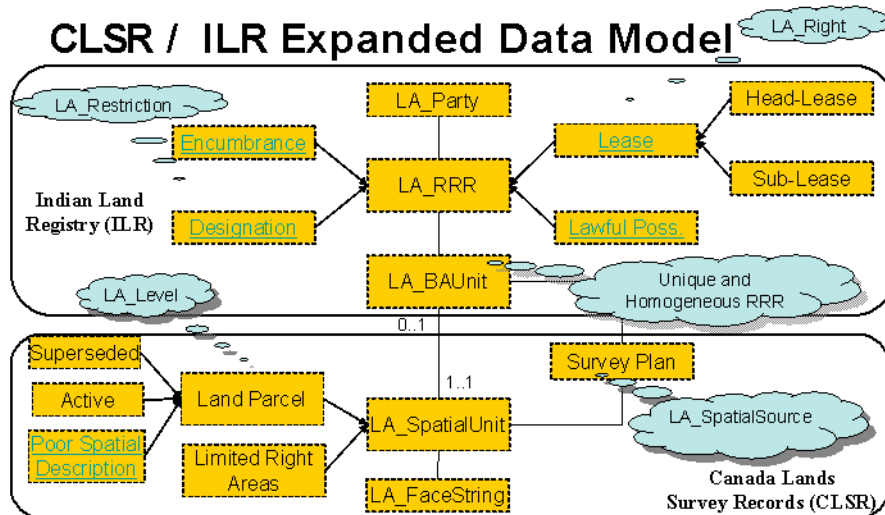 CLSR / ILR Expanded Data Model
LA_Right
LA_Restriction
LA_Party
Head-Lease
Encumbrance
Lease
LA_RRR
Sub-Lease
Indian Land
Registry (ILR)
Designation
Lawful Poss.
LA_Level
LA_BAUnit
Unique and
Homogeneous RRR
0..1
Superseded
Survey Plan
1..1
Active
Land Parcel
LA_SpatialUnit
LA_SpatialSource
Poor Spatial
Description
Limited Right
Areas
LA_FaceString
Canada Lands
Survey Records (CLSR)